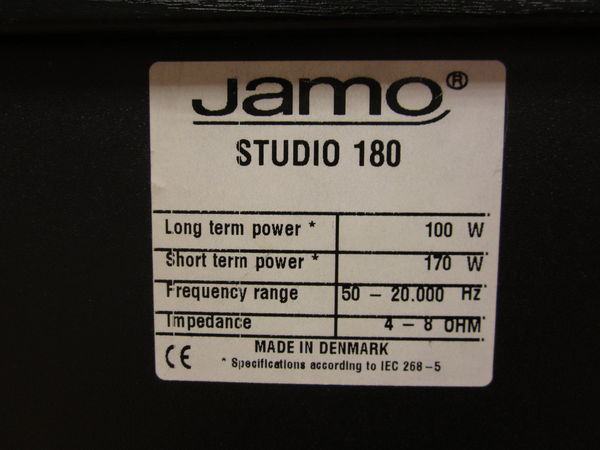 Jamo®
STUDIO 180
Long term power * 100 W
Short term power * 170 W
Frequency range 50 – 20.000 Hz
Impedance 4 – 8 OHM
CE MADE IN DENMARK
* Specifications according to IEC 268–5